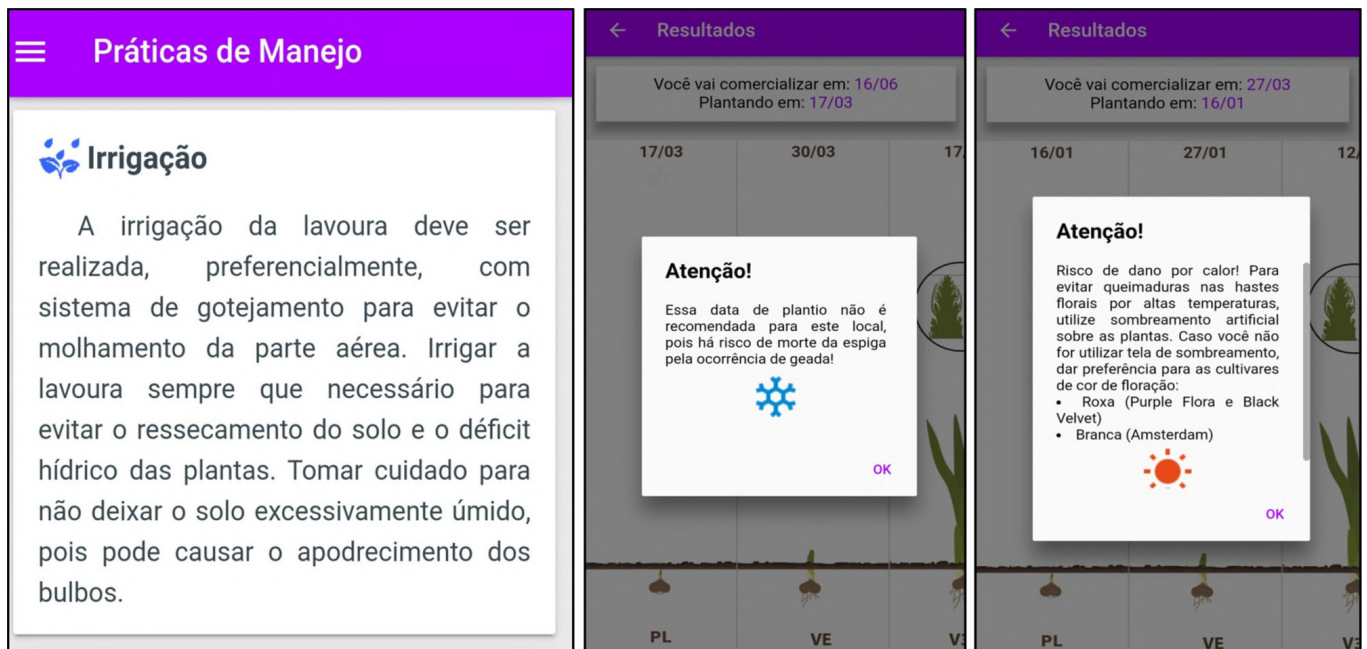 Práticas de Manejo
Irrigação
A irrigação da lavoura deve ser
realizada, preferencialmente, com
sistema de gotejamento para evitar o
molhamento da parte aérea. Irrigar a
lavoura sempre que necessário para
evitar o ressecamento do solo e o déficit
hídrico das plantas. Tomar cuidado para
não deixar o solo excessivamente úmido,
pois pode causar o apodrecimento dos
bulbos.
Resultados
Você vai comercializar em: 16/06
Plantando em: 17/03
17/03 30/03 17/
Atenção!
Essa data de plantio não é
recomendada para este local,
pois há risco de morte da espiga
pela ocorrência de geada!
OK
PL VE V3
Resultados
Você vai comercializar em: 27/03
Plantando em: 16/01
16/01 27/01 12/
Atenção!
Risco de dano por calor! Para
evitar queimaduras nas hastes
florais por altas temperaturas,
utilize sombreamento artificial
sobre as plantas. Caso você não
for utilizar tela de sombreamento,
dar preferência para as cultivares
de cor de floração:
• Roxa (Purple Flora e Black
Velvet)
• Branca (Amsterdam)
OK
PL VE V3